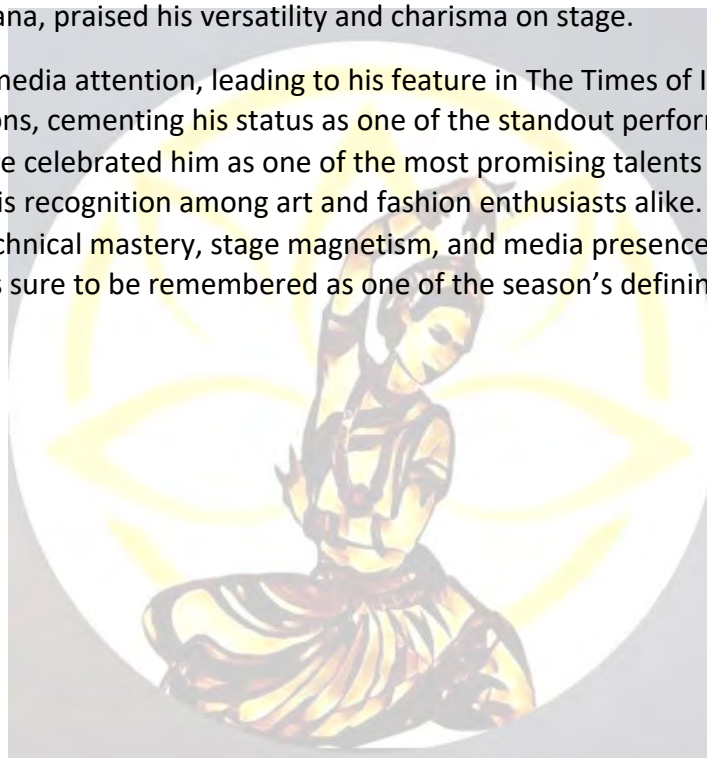 ana, praised his versatility and charisma on stage.
media attention, leading to his feature in The Times of I
ons, cementing his status as one of the standout perform
e celebrated him as one of the most promising talents
is recognition among art and fashion enthusiasts alike.
chnical mastery, stage magnetism, and media presence
s sure to be remembered as one of the season’s definin